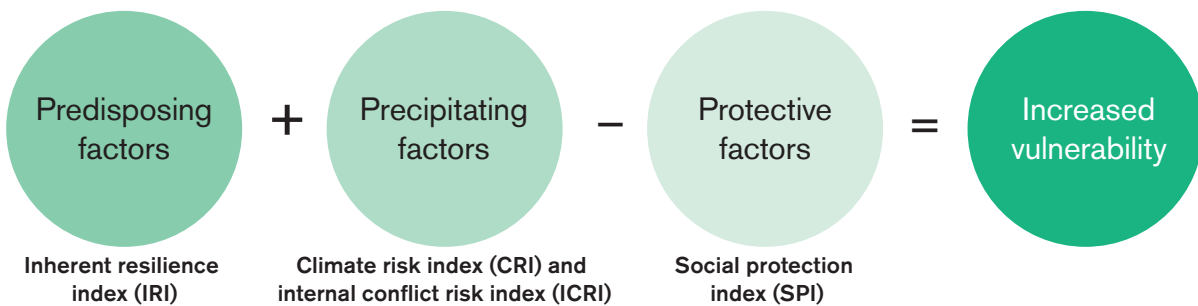 Predisposing
factors
+
Precipitating
factors
–
Protective
factors
=
Increased
vulnerability
Inherent resilience
index (IRI)
Climate risk index (CRI) and
internal conflict risk index (ICRI)
Social protection
index (SPI)